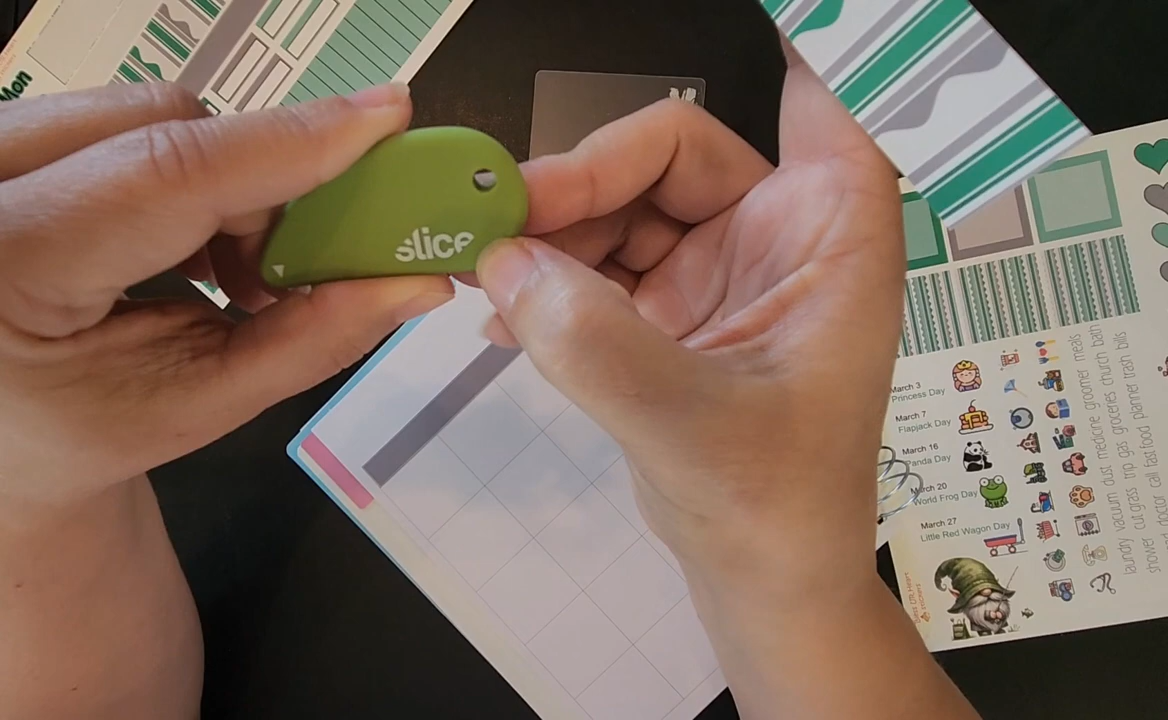 Mon
slice
March 3
Princess Day
March 7
Flapjack Day
March 16
Panda Day
March 20
World Frog Day
March 27
Little Red Wagon Day
laundry vacuum dust medicine groomer meals
shower cut grass trip gas groceries church bath
doctor call fast food planner trash bills